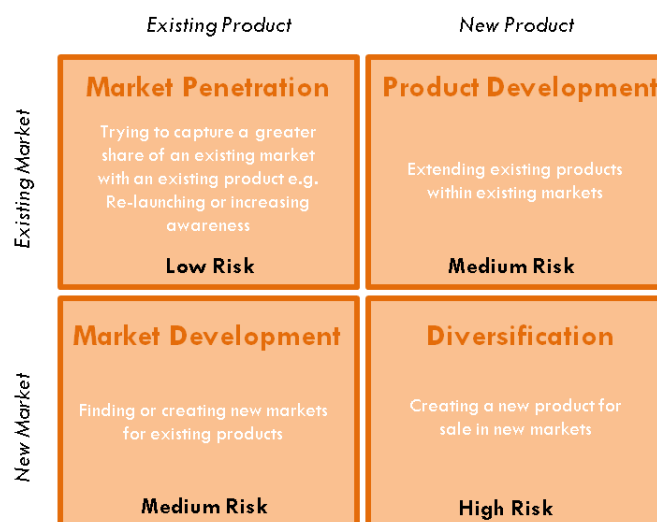 Existing Product
New Product
Existing Market
Market Penetration
Trying to capture a greater
share of an existing market
with an existing product e.g.
Re-launching or increasing
awareness
Low Risk
Product Development
Extending existing products
within existing markets
Medium Risk
New Market
Market Development
Finding or creating new markets
for existing products
Medium Risk
Diversification
Creating a new product for
sale in new markets
High Risk